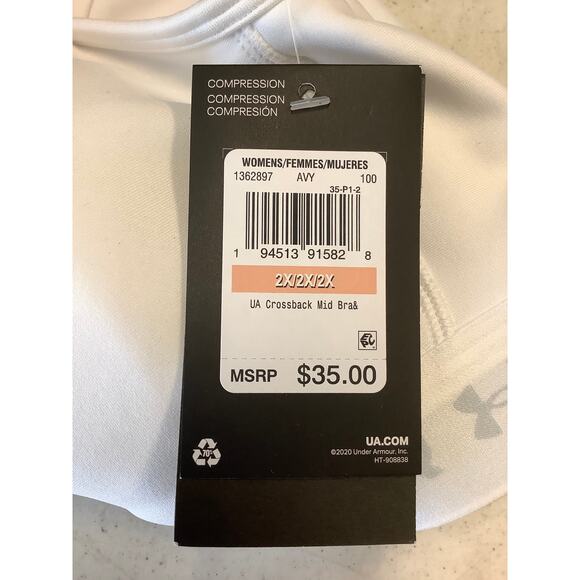 COMPRESSION
COMPRESSION
COMPRESIÓN
WOMENS/FEMMES/MUJERES
1362897 AVY 100
35-P1-2
1 94513 91582 8
2X/2X/2X
UA Crossback Mid Bra&
MSRP $35.00
70%
UA.COM
©2020 Under Armour, Inc.
HT-908838